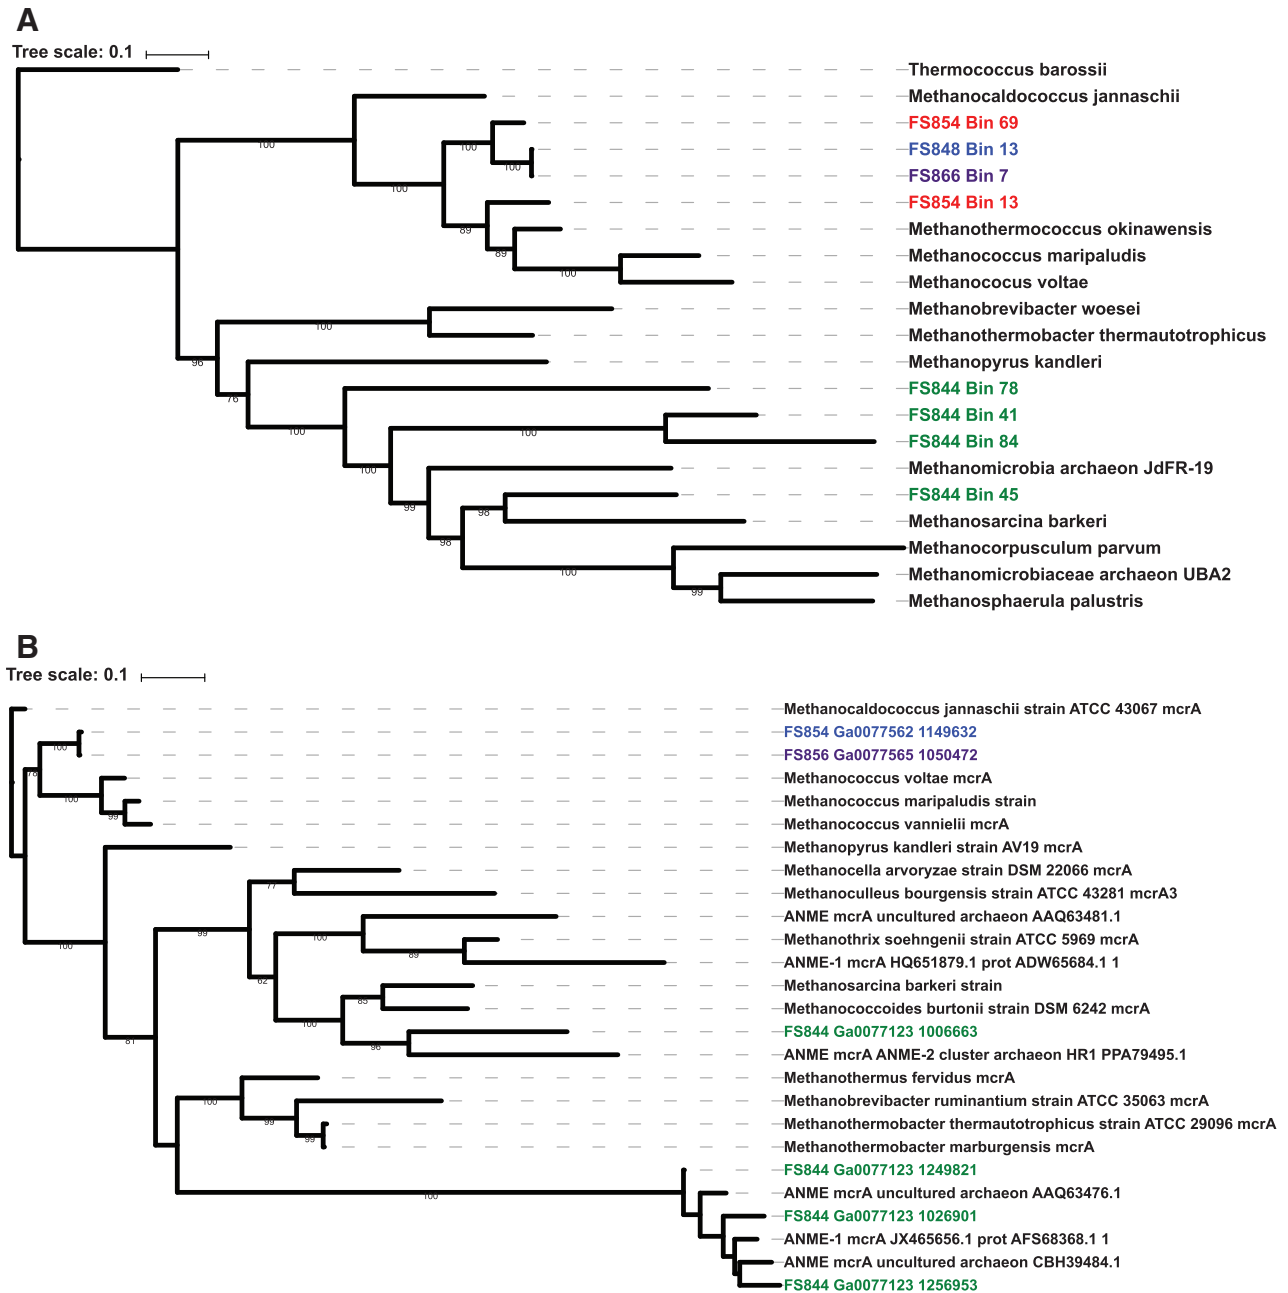 A
Tree scale: 0.1
Thermococcus barossii
Methanocaldococcus jannaschii
FS854 Bin 69
100
FS848 Bin 13
100
100
FS866 Bin 7
100
FS854 Bin 13
89
Methanothermococcus okinawensis
89
Methanococcus maripaludis
100
Methanococus voltae
Methanobrevibacter woesei
100
Methanothermobacter thermautotrophicus
96
Methanopyrus kandleri
76
FS844 Bin 78
100
FS844 Bin 41
100
FS844 Bin 84
100
Methanomicrobia archaeon JdFR-19
FS844 Bin 45
99
98
Methanosarcina barkeri
98
Methanocorpusculum parvum
100
Methanomicrobiaceae archaeon UBA2
99
Methanosphaerula palustris
B
Tree scale: 0.1
Methanocaldococcus jannaschii strain ATCC 43067 mcrA
FS854 Ga0077562 1149632
100
FS856 Ga0077565 1050472
78
Methanococcus voltae mcrA
100
Methanococcus maripaludis strain
99
Methanococcus vannielii mcrA
Methanopyrus kandleri strain AV19 mcrA
Methanocella arvoryzae strain DSM 22066 mcrA
77
Methanoculleus bourgensis strain ATCC 43281 mcrA3
ANME mcrA uncultured archaeon AAQ63481.1
99
100
Methanothrix soehngenii strain ATCC 5969 mcrA
100
89
ANME-1 mcrA HQ651879.1 prot ADW65684.1 1
62
Methanosarcina barkeri strain
85
Methanococcoides burtonii strain DSM 6242 mcrA
100
FS844 Ga0077123 1006663
81
96
ANME mcrA ANME-2 cluster archaeon HR1 PPA79495.1
Methanothermus fervidus mcrA
100
Methanobrevibacter ruminantium strain ATCC 35063 mcrA
99
Methanothermobacter thermautotrophicus strain ATCC 29096 mcrA
99
Methanothermobacter marburgensis mcrA
FS844 Ga0077123 1249821
100
ANME mcrA uncultured archaeon AAQ63476.1
FS844 Ga0077123 1026901
ANME-1 mcrA JX465656.1 prot AFS68368.1 1
ANME mcrA uncultured archaeon CBH39484.1
FS844 Ga0077123 1256953